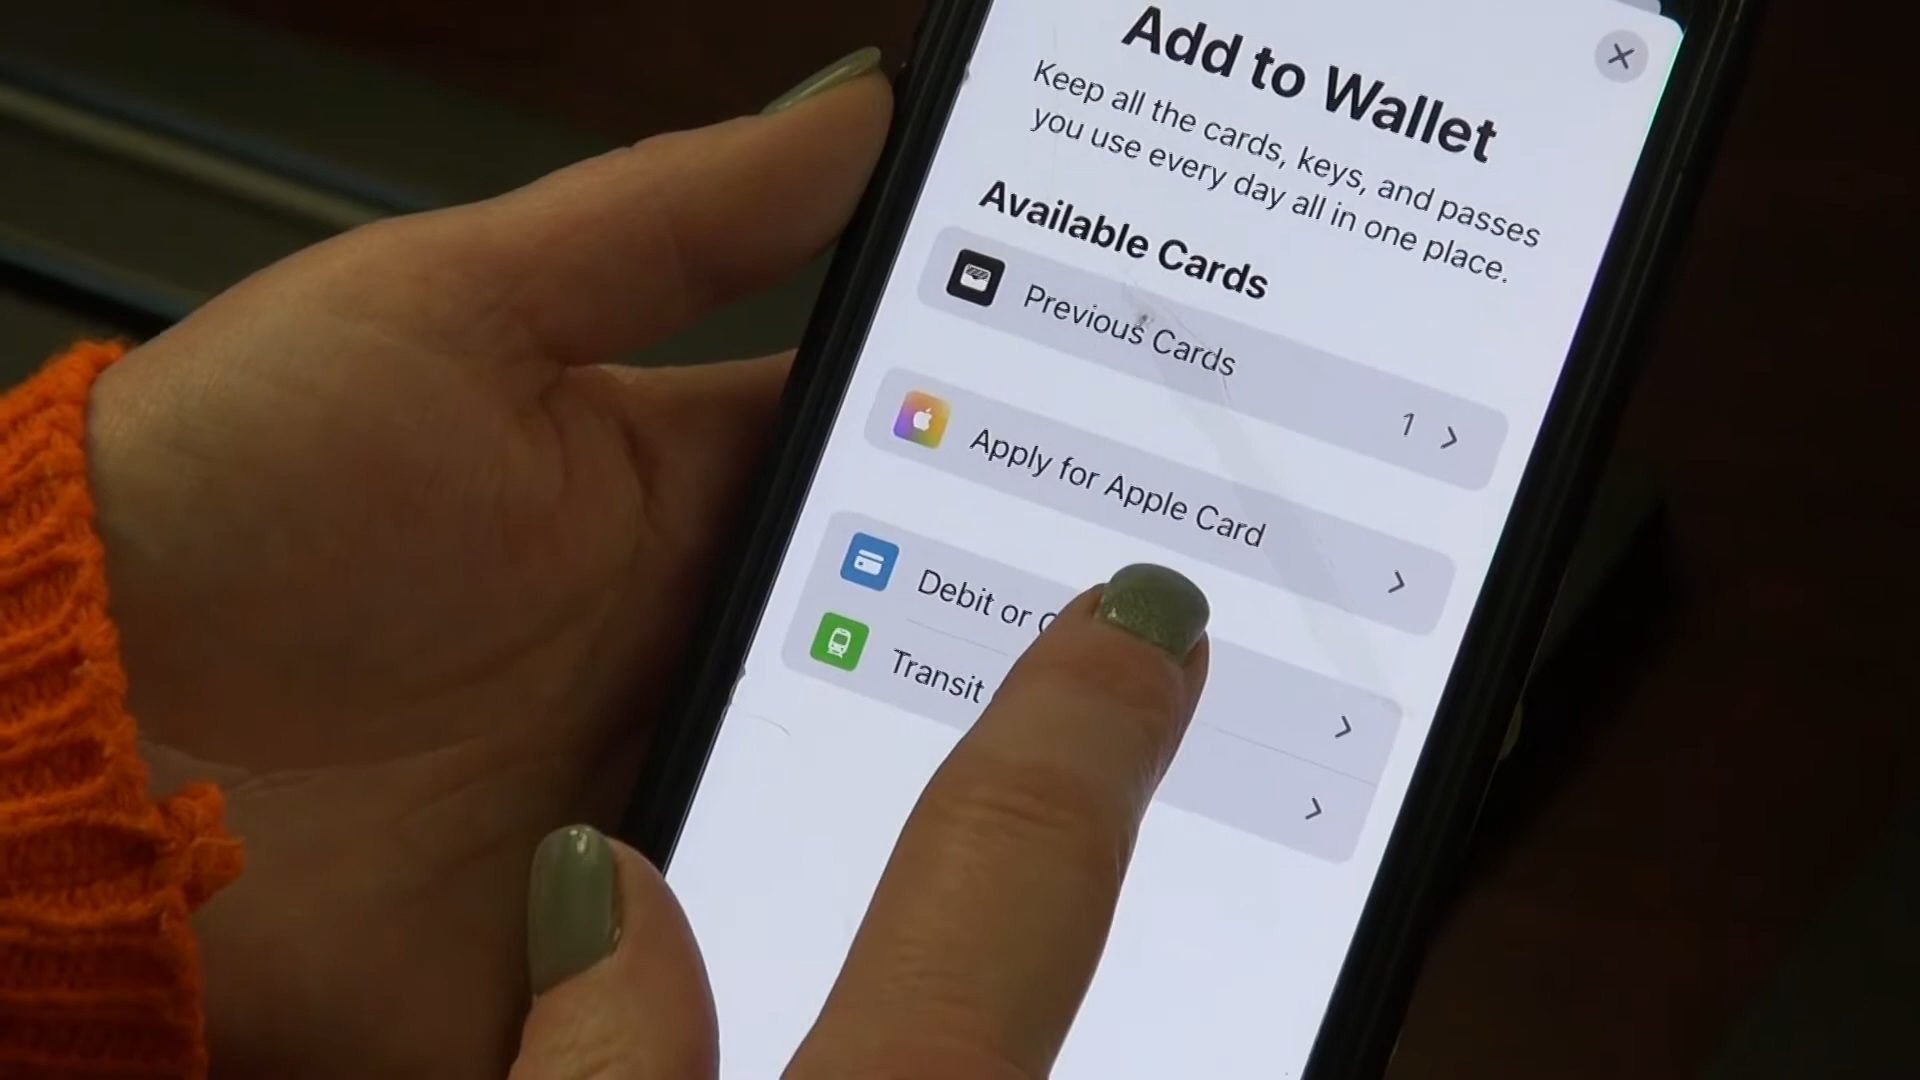 Add to Wallet
Keep all the cards, keys, and passes
you use every day all in one place.
Available Cards
Previous Cards
1
Apply for Apple Card
Debit or
Transit